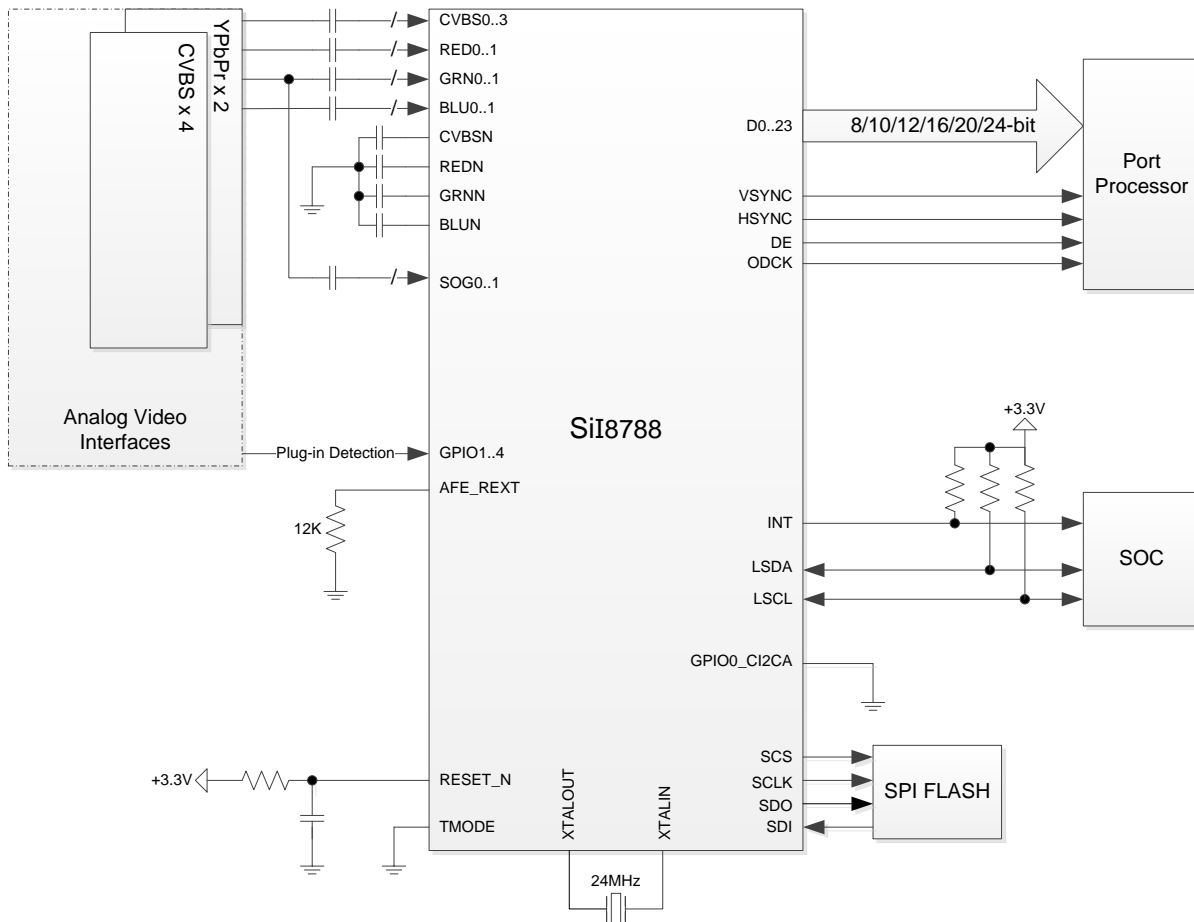 YPbPr x 2
CVBS x 4
Analog Video
Interfaces
CVBS0..3
RED0..1
GRN0..1
BLU0..1
CVBSN
REDN
GRNN
BLUN
SOG0..1
Plug-in Detection
GPIO1..4
AFE_REXT
12K
+3.3V
RESET_N
TMODE
SiI8788
XTALOUT
XTALIN
24MHz
D0..23
8/10/12/16/20/24-bit
VSYNC
HSYNC
DE
ODCK
Port
Processor
+3.3V
INT
LSDA
LSCL
SOC
GPIO0_CI2CA
SCS
SCLK
SDO
SDI
SPI FLASH